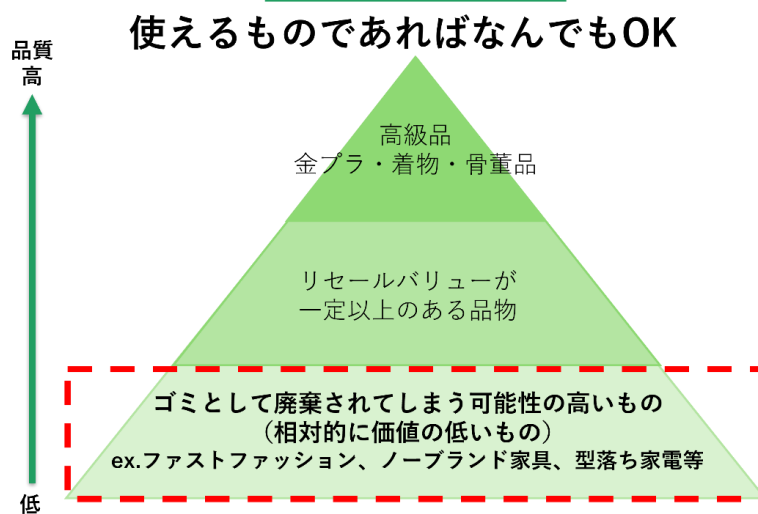 使えるものであればなんでもOK
品質
高
高級品
金プラ・着物・骨董品
リセールバリューが
一定以上のある品物
ゴミとして廃棄されてしまう可能性の高いもの
（相対的に価値の低いもの）
ex.ファストファッション、ノーブランド家具、型落ち家電等
低